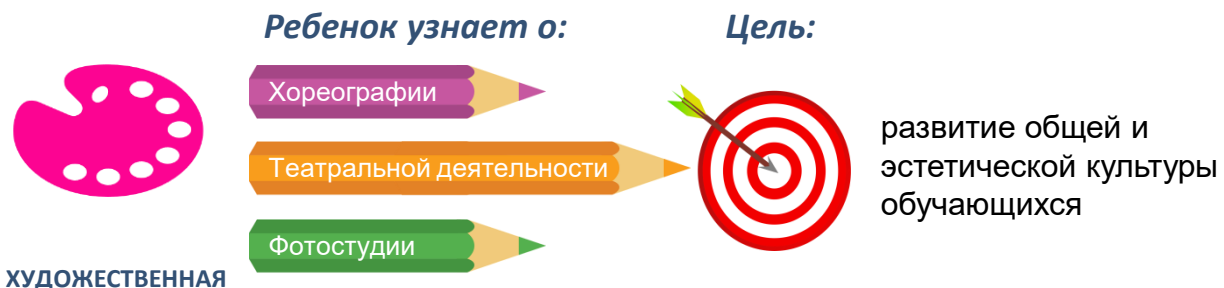 Ребенок узнает о:
Цель:
Хореографии
Театральной деятельности
Фотостудии
развитие общей и
эстетической культуры
обучающихся
ХУДОЖЕСТВЕННАЯ